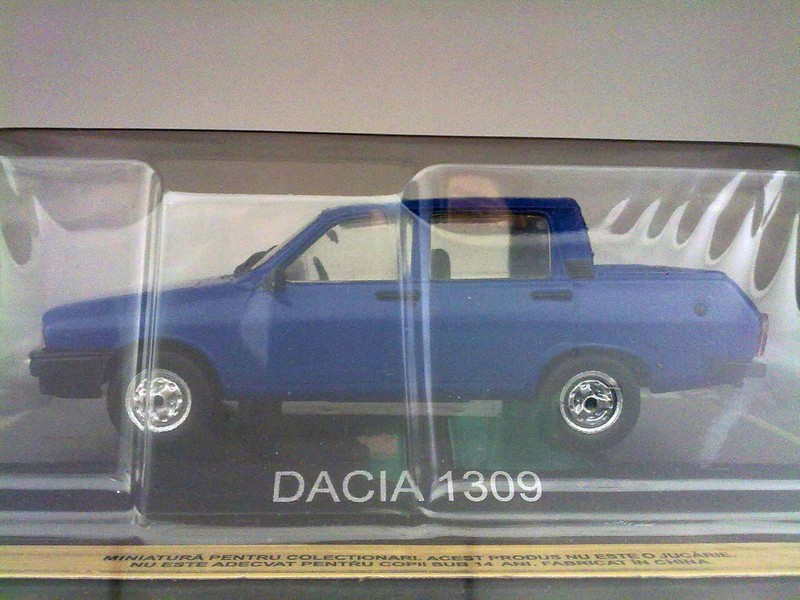 DACIA 1309
MINIATURĂ PENTRU COLECȚIONARI. ACEST PRODUS NU ESTE O JUCĂRIE.
NU ESTE ADECVAT PENTRU COPII SUB 14 ANI. FABRICAT ÎN CHINA